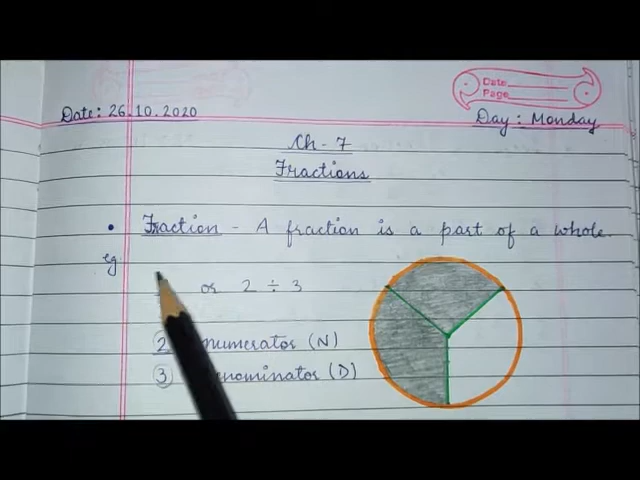 Date
Page
Date: 26.10.2020
Day: Monday
Ch - 7
Fractions
• Fraction - A fraction is a part of a whole.
eg
or 2 ÷ 3
2 numerator (N)
3 Denominator (D)